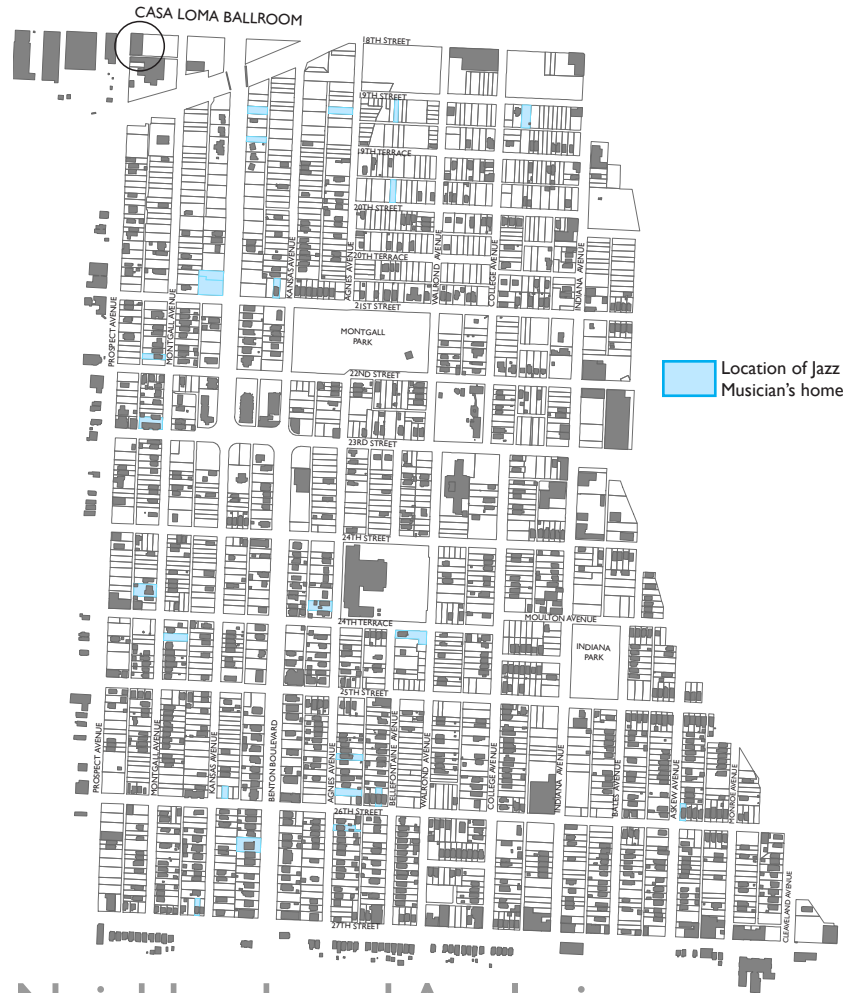 CASA LOMA BALLROOM
18TH STREET
19TH STREET
19TH TERRACE
20TH STREET
20TH TERRACE
KANSAS AVENUE
AGNES AVENUE
WALROND AVENUE
COLLEGE AVENUE
INDIANA AVENUE
21ST STREET
PROSPECT AVENUE
MONTGALL AVENUE
MONTGALL
PARK
22ND STREET
Location of Jazz
Musician's home
23RD STREET
24TH STREET
24TH TERRACE
MOULTON AVENUE
INDIANA
PARK
25TH STREET
PROSPECT AVENUE
MONTGALL AVENUE
KANSAS AVENUE
BENTON BOULEVARD
AGNES AVENUE
BELLEFONTAINE AVENUE
WALROND AVENUE
COLLEGE AVENUE
INDIANA AVENUE
BALES AVENUE
ASKEW AVENUE
MONROE AVENUE
26TH STREET
CLEAVELAND AVENUE
27TH STREET